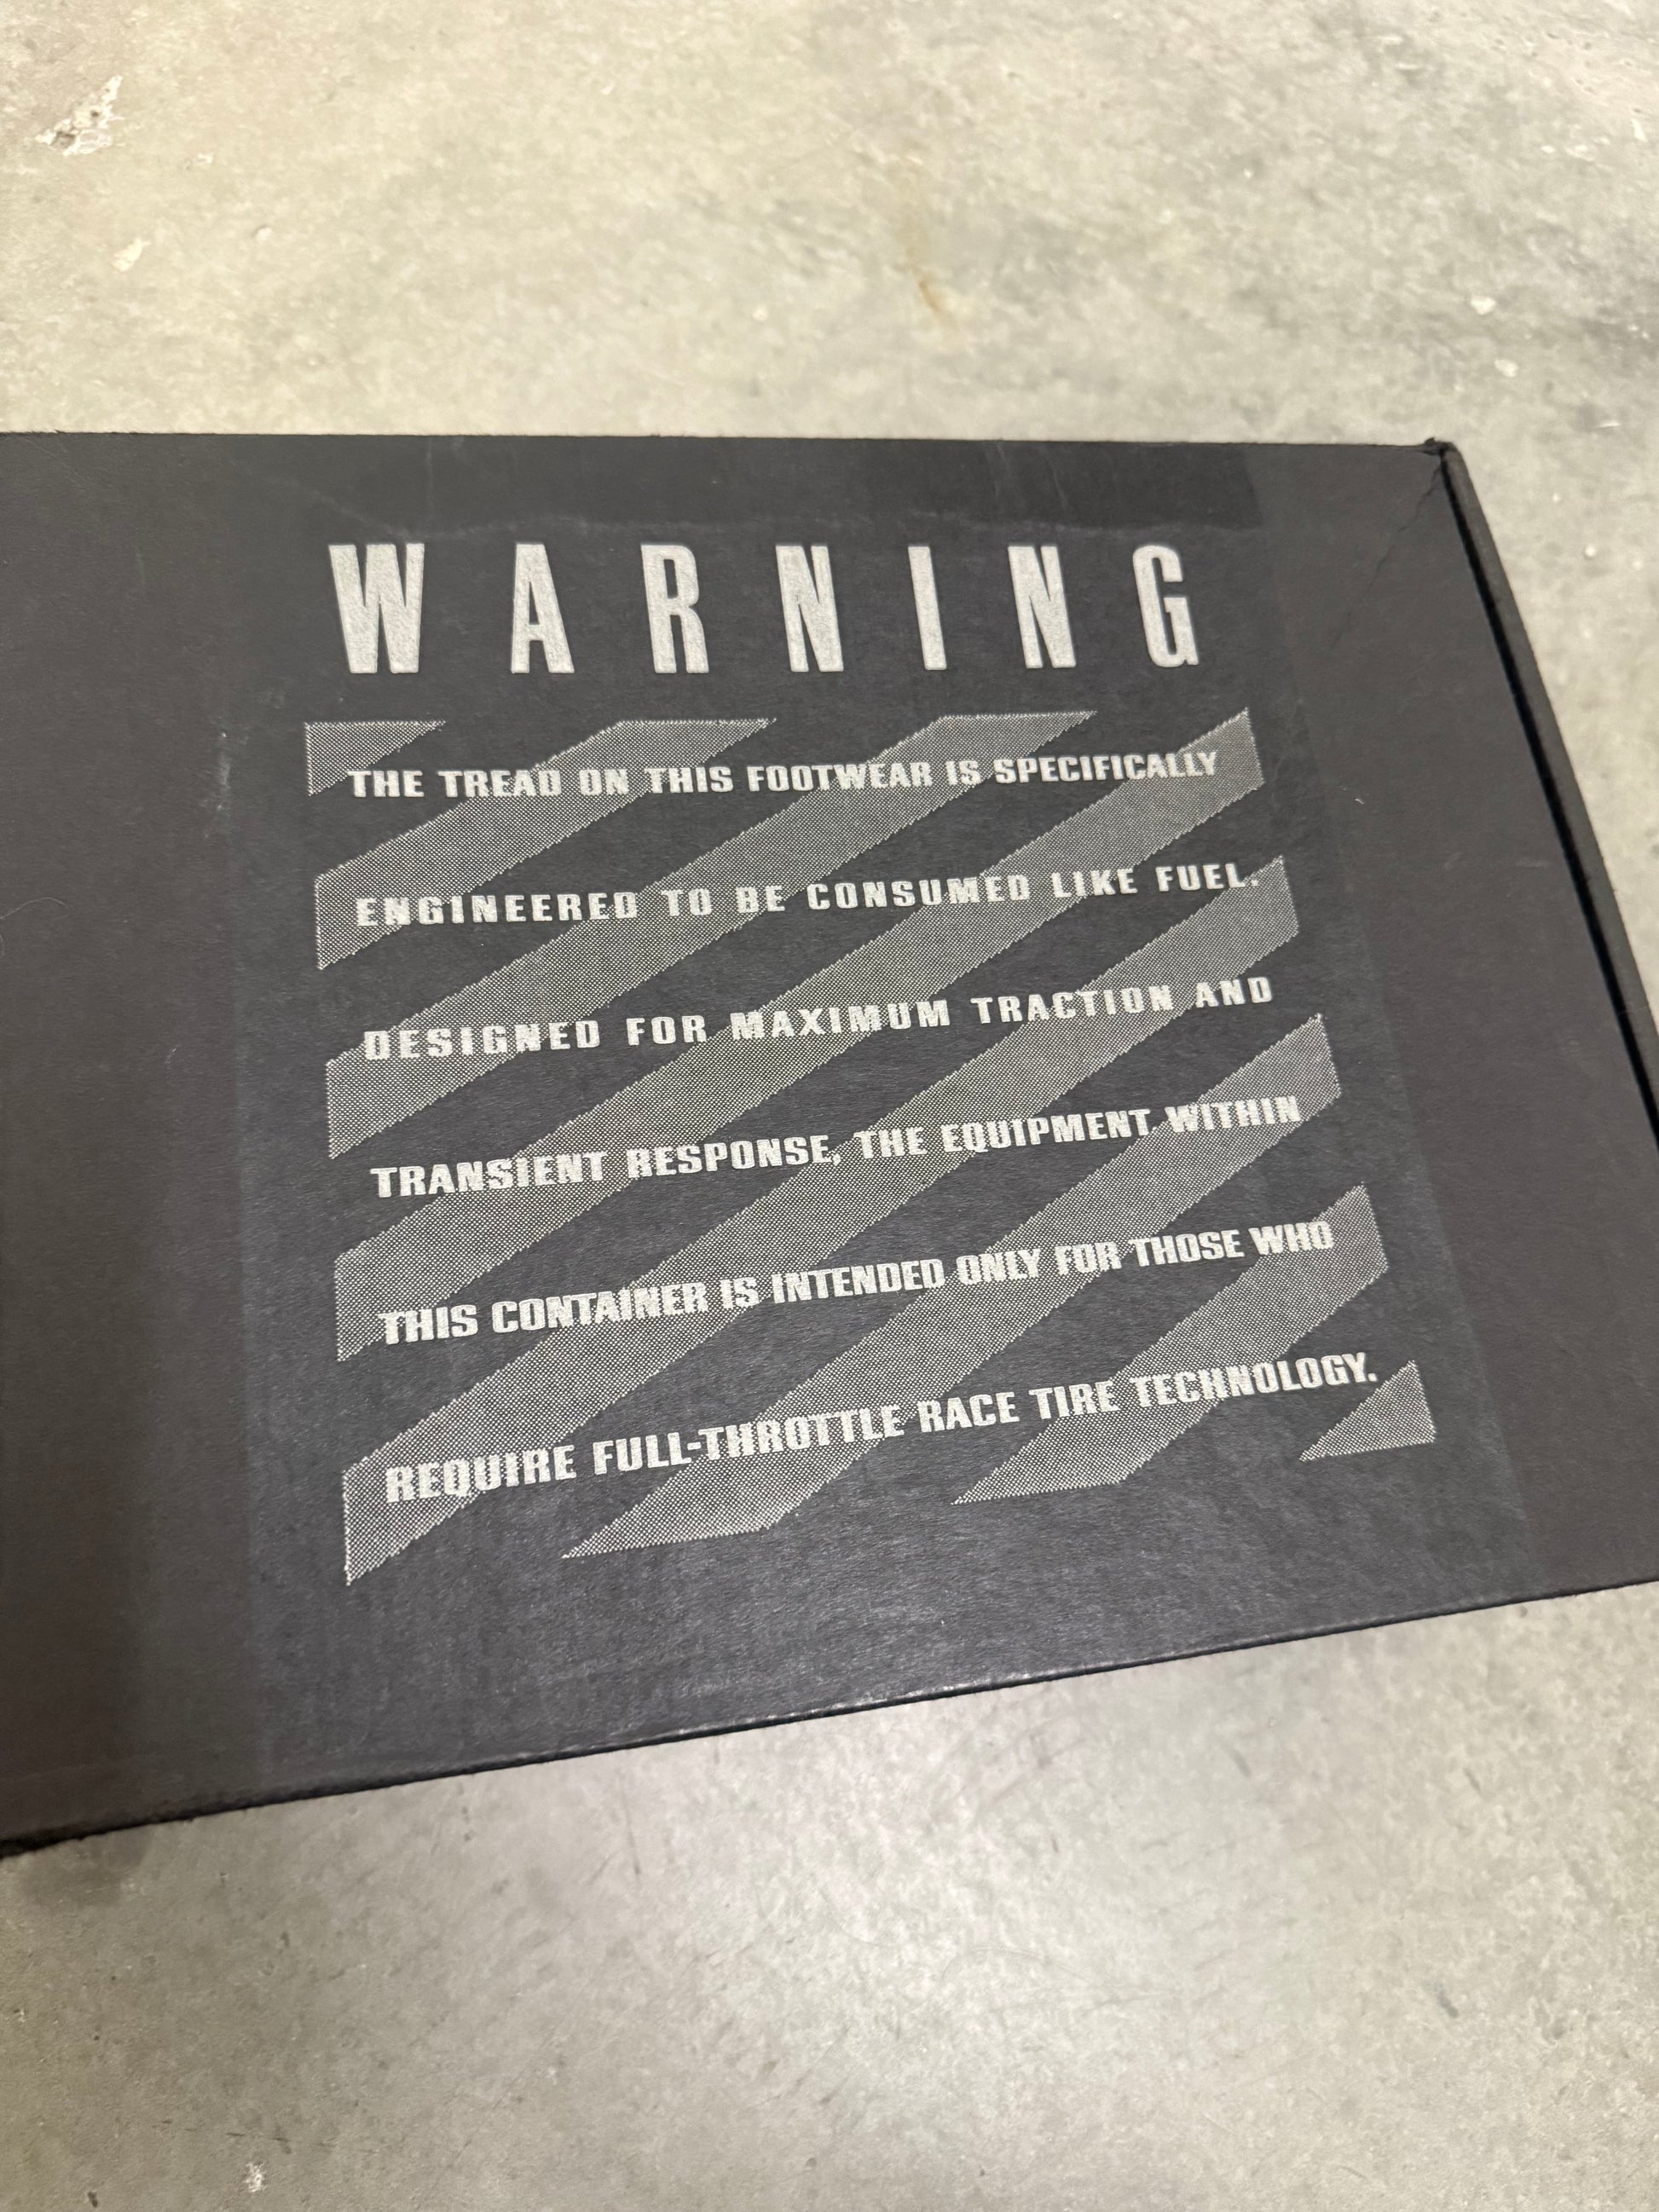 WARNING
THE TREAD ON THIS FOOTWEAR IS SPECIFICALLY
ENGINEERED TO BE CONSUMED LIKE FUEL.
DESIGNED FOR MAXIMUM TRACTION AND
TRANSIENT RESPONSE, THE EQUIPMENT WITHIN
THIS CONTAINER IS INTENDED ONLY FOR THOSE WHO
REQUIRE FULL-THROTTLE RACE TIRE TECHNOLOGY.